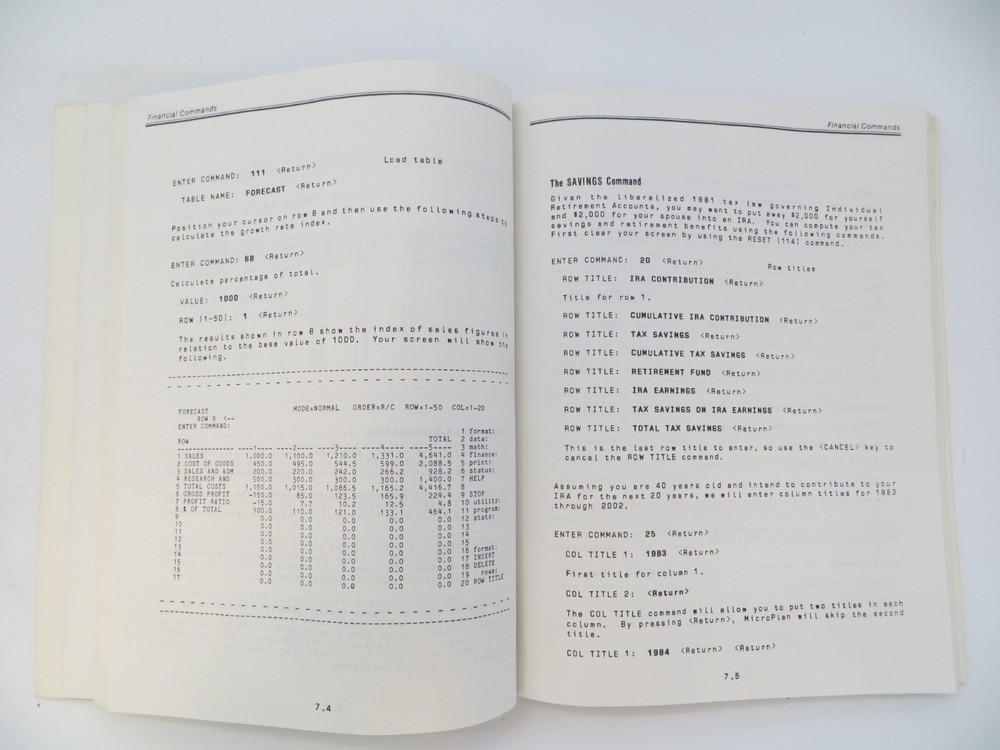 Financial Commands
ENTER COMMAND: 111 <Return> Load table
TABLE NAME: FORECAST <Return>
Position your cursor on row 8 and then use the following steps to
calculate the growth rate index.
ENTER COMMAND: 68 <Return>
Calculate percentage of total.
VALUE: 1000 <Return>
ROW (1-50): 1 <Return>
The results shown in row 8 show the index of sales figures in
relation to the base value of 1000. Your screen will show the
following.
FORECAST MODE=NORMAL ORDER=R/C ROW=1-50 COL=1-20
ROW 9 <--
ENTER COMMAND:
1 format:
ROW TOTAL 2 data:
----1---- ----2---- ----3---- ----4---- ----5---- 3 math:
1 SALES 1,000.0 1,100.0 1,210.0 1,331.0 4,641.0 4 finance:
2 COST OF GOODS 450.0 495.0 544.5 599.0 2,088.5 5 print:
3 SALES AND ADM 200.0 220.0 242.0 266.2 928.2 6 status:
4 RESEARCH AND 500.0 300.0 300.0 300.0 1,400.0 7 HELP
5 TOTAL COSTS 1,150.0 1,015.0 1,086.5 1,165.2 4,416.7 8
6 GROSS PROFIT -150.0 85.0 123.5 165.9 224.4 9 STOP
7 PROFIT RATIO -15.0 7.7 10.2 12.5 4.8 10 utility:
8 % OF TOTAL 100.0 110.0 121.0 133.1 464.1 11 program:
9 0.0 0.0 0.0 0.0 0.0 12 stats:
10 0.0 0.0 0.0 0.0 0.0 13
11 0.0 0.0 0.0 0.0 0.0 14
12 0.0 0.0 0.0 0.0 0.0 15
13 0.0 0.0 0.0 0.0 0.0 16 format:
14 0.0 0.0 0.0 0.0 0.0 17 INSERT
15 0.0 0.0 0.0 0.0 0.0 18 DELETE
16 0.0 0.0 0.0 0.0 0.0 19 rows:
17 0.0 0.0 0.0 0.0 0.0 20 ROW TITLE
7.4
Financial Commands
The SAVINGS Command
Given the liberalized 1981 tax law governing Individual
Retirement Accounts, you may want to put away $2,000 for yourself
and $2,000 for your spouse into an IRA. You can compute your tax
savings and retirement benefits using the following commands.
First clear your screen by using the RESET (114) command.
ENTER COMMAND: 20 <Return> Row titles
ROW TITLE: IRA CONTRIBUTION <Return>
Title for row 1.
ROW TITLE: CUMULATIVE IRA CONTRIBUTION <Return>
ROW TITLE: TAX SAVINGS <Return>
ROW TITLE: CUMULATIVE TAX SAVINGS <Return>
ROW TITLE: RETIREMENT FUND <Return>
ROW TITLE: IRA EARNINGS <Return>
ROW TITLE: TAX SAVINGS ON IRA EARNINGS <Return>
ROW TITLE: TOTAL TAX SAVINGS <Return>
This is the last row title to enter, so use the <CANCEL> key to
cancel the ROW TITLE command.
Assuming you are 40 years old and intend to contribute to your
IRA for the next 20 years, we will enter column titles for 1983
through 2002.
ENTER COMMAND: 25 <Return>
COL TITLE 1: 1983 <Return>
First title for column 1.
COL TITLE 2: <Return>
The COL TITLE command will allow you to put two titles in each
column. By pressing <Return>, MicroPlan will skip the second
title.
COL TITLE 1: 1984 <Return> <Return>
7.5